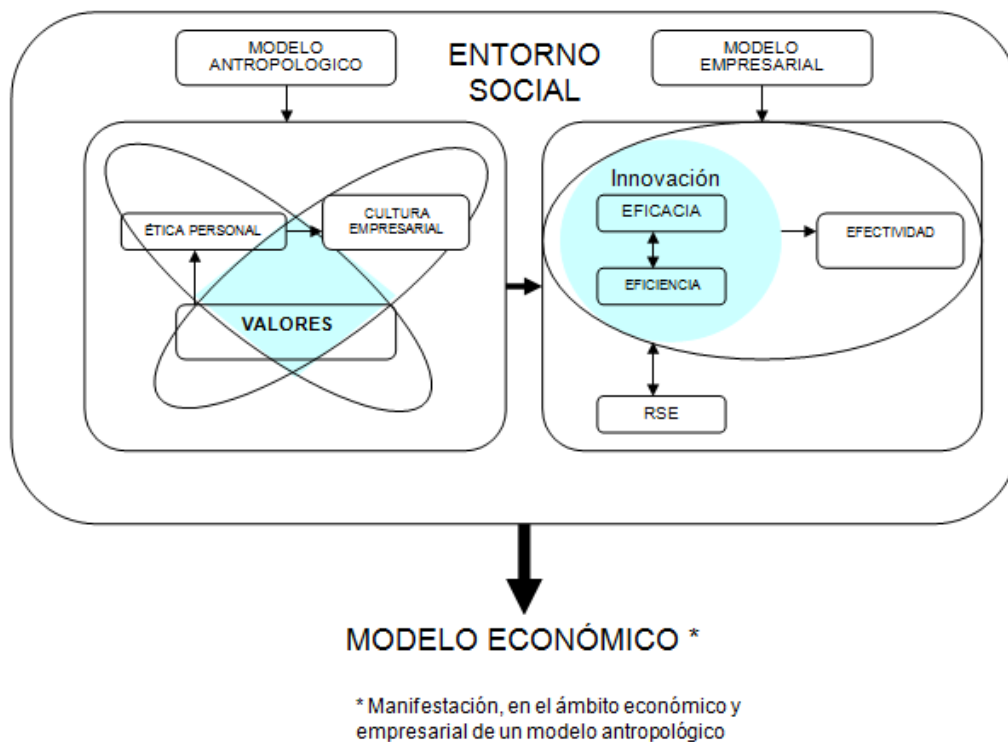 MODELO
ANTROPOLOGICO
ENTORNO
SOCIAL
MODELO
EMPRESARIAL
ÉTICA PERSONAL
CULTURA
EMPRESARIAL
VALORES
Innovación
EFICACIA
EFICIENCIA
EFECTIVIDAD
RSE
MODELO ECONÓMICO *
* Manifestación, en el ámbito económico y
empresarial de un modelo antropológico